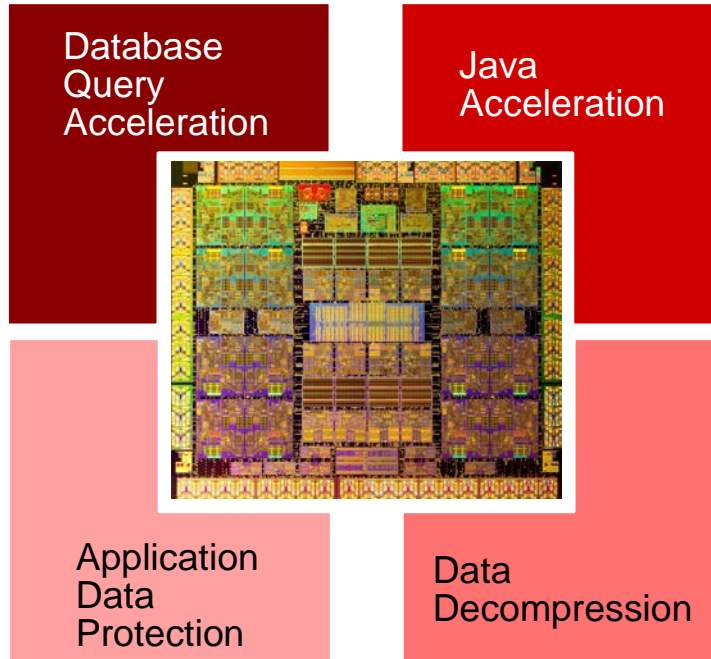 Database
Query
Acceleration
Java
Acceleration
Application
Data
Protection
Data
Decompression